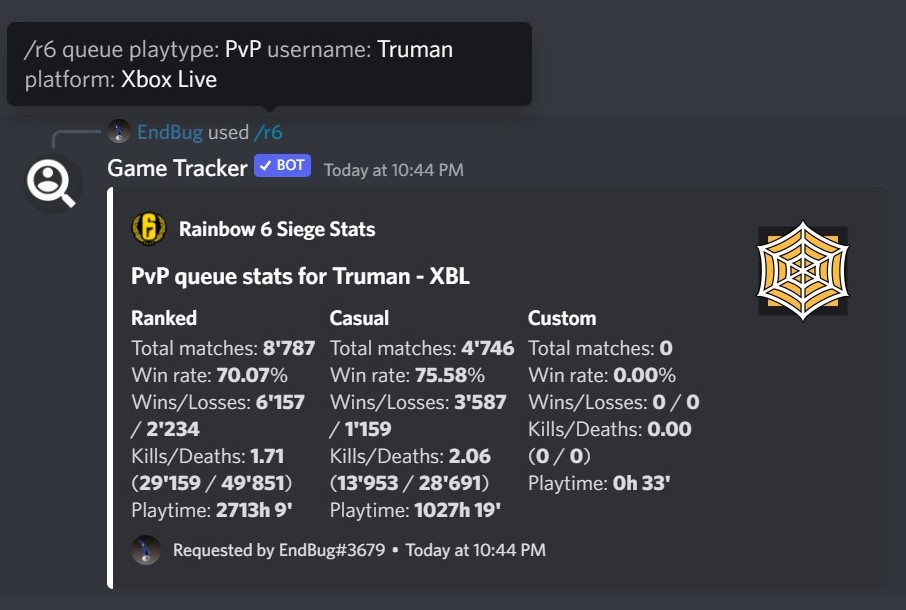 /r6 queue playtype: PvP username: Truman
platform: Xbox Live
EndBug used /r6
Game Tracker ✓ BOT Today at 10:44 PM
6 Rainbow 6 Siege Stats
PvP queue stats for Truman - XBL
Ranked
Total matches: 8'787
Win rate: 70.07%
Wins/Losses: 6'157
/ 2'234
Kills/Deaths: 1.71
(29'159 / 49'851)
Playtime: 2713h 9'
Casual
Total matches: 4'746
Win rate: 75.58%
Wins/Losses: 3'587
/ 1'159
Kills/Deaths: 2.06
(13'953 / 28'691)
Playtime: 1027h 19'
Custom
Total matches: 0
Win rate: 0.00%
Wins/Losses: 0 / 0
Kills/Deaths: 0.00
(0 / 0)
Playtime: 0h 33'
Requested by EndBug#3679 • Today at 10:44 PM